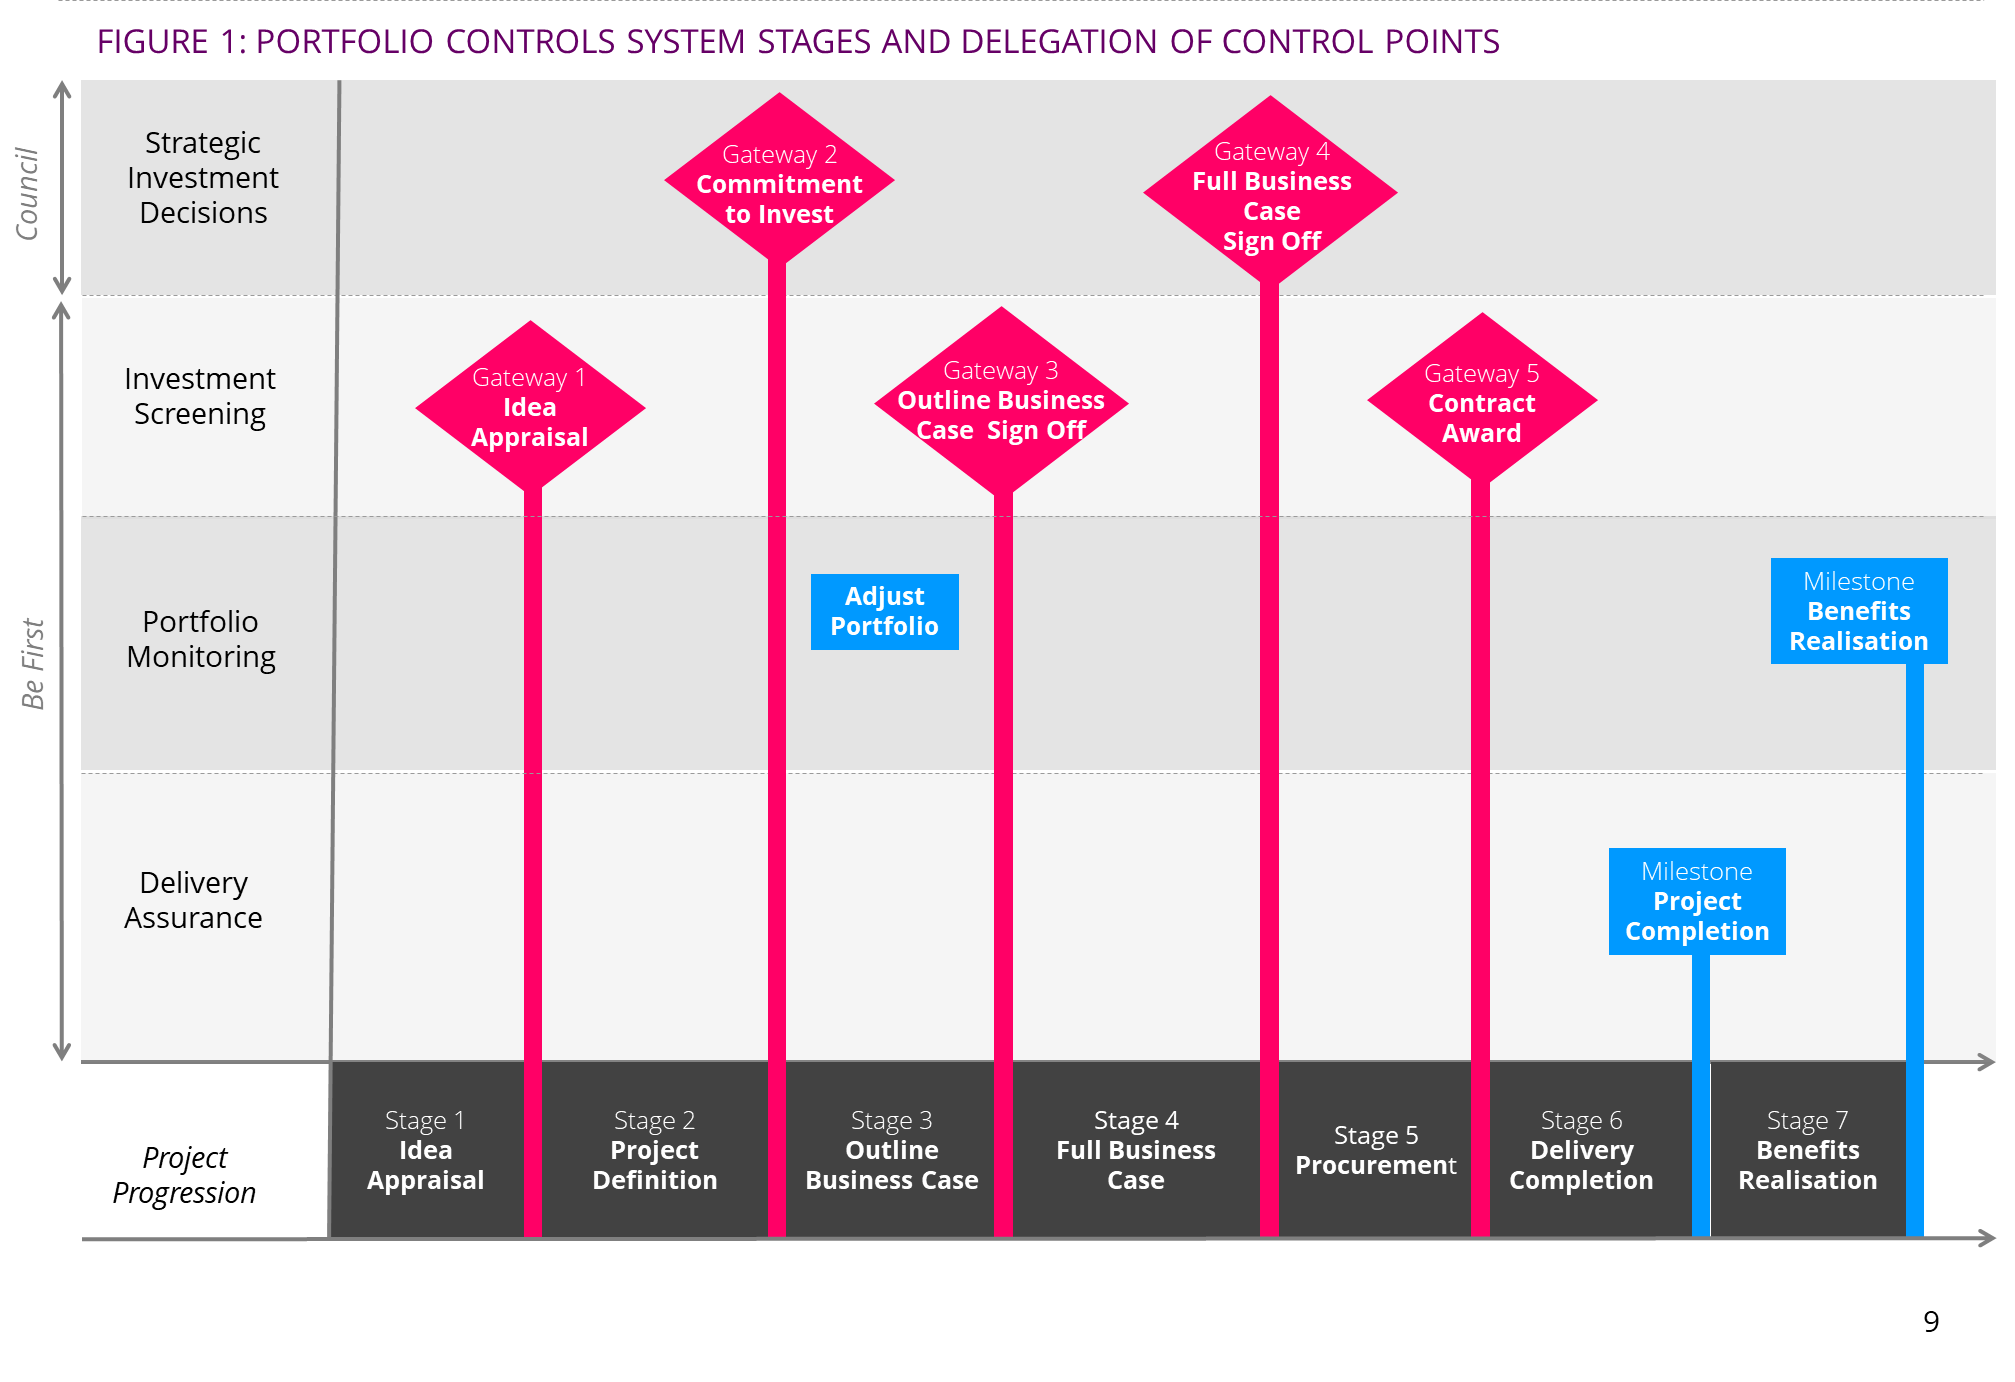 FIGURE 1: PORTFOLIO CONTROLS SYSTEM STAGES AND DELEGATION OF CONTROL POINTS
Council
Strategic
Investment
Decisions
Gateway 2
Commitment
to Invest
Gateway 4
Full Business
Case
Sign Off
Be First
Investment
Screening
Gateway 1
Idea
Appraisal
Gateway 3
Outline Business
Case Sign Off
Gateway 5
Contract
Award
Portfolio
Monitoring
Adjust
Portfolio
Milestone
Benefits
Realisation
Delivery
Assurance
Milestone
Project
Completion
Project
Progression
Stage 1
Idea
Appraisal
Stage 2
Project
Definition
Stage 3
Outline
Business Case
Stage 4
Full Business
Case
Stage 5
Procurement
Stage 6
Delivery
Completion
Stage 7
Benefits
Realisation
9